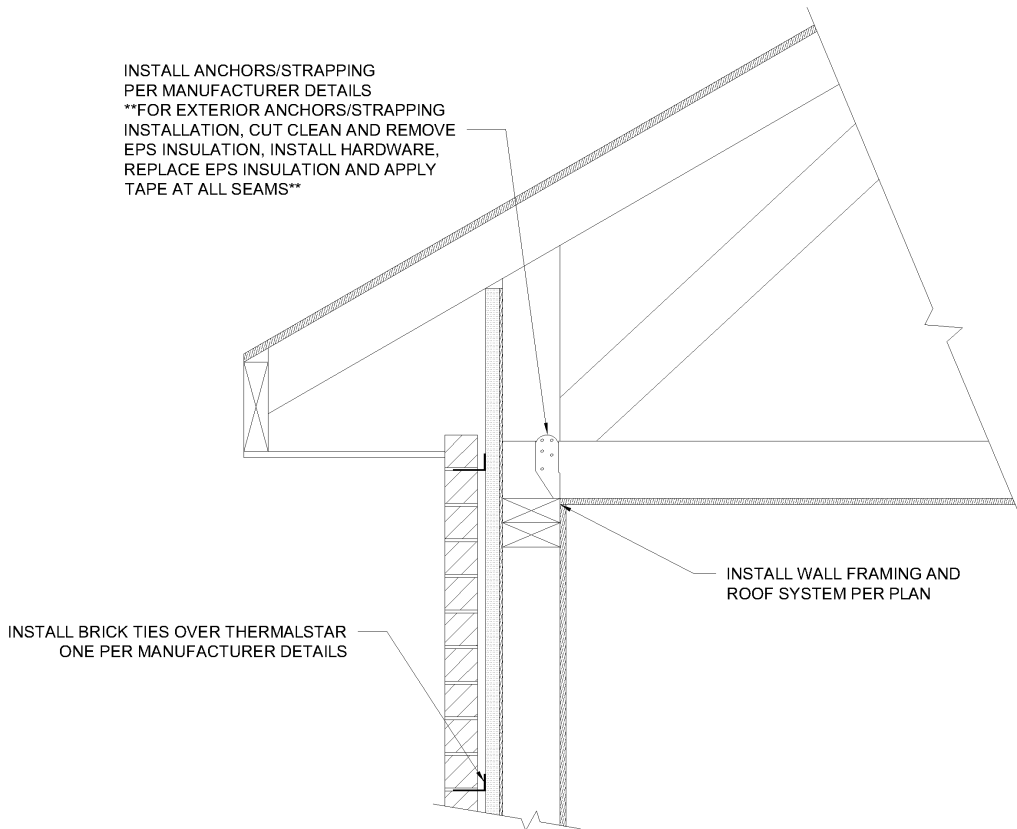 INSTALL ANCHORS/STRAPPING
PER MANUFACTURER DETAILS
**FOR EXTERIOR ANCHORS/STRAPPING
INSTALLATION, CUT CLEAN AND REMOVE
EPS INSULATION, INSTALL HARDWARE,
REPLACE EPS INSULATION AND APPLY
TAPE AT ALL SEAMS**
INSTALL WALL FRAMING AND
ROOF SYSTEM PER PLAN
INSTALL BRICK TIES OVER THERMALSTAR
ONE PER MANUFACTURER DETAILS